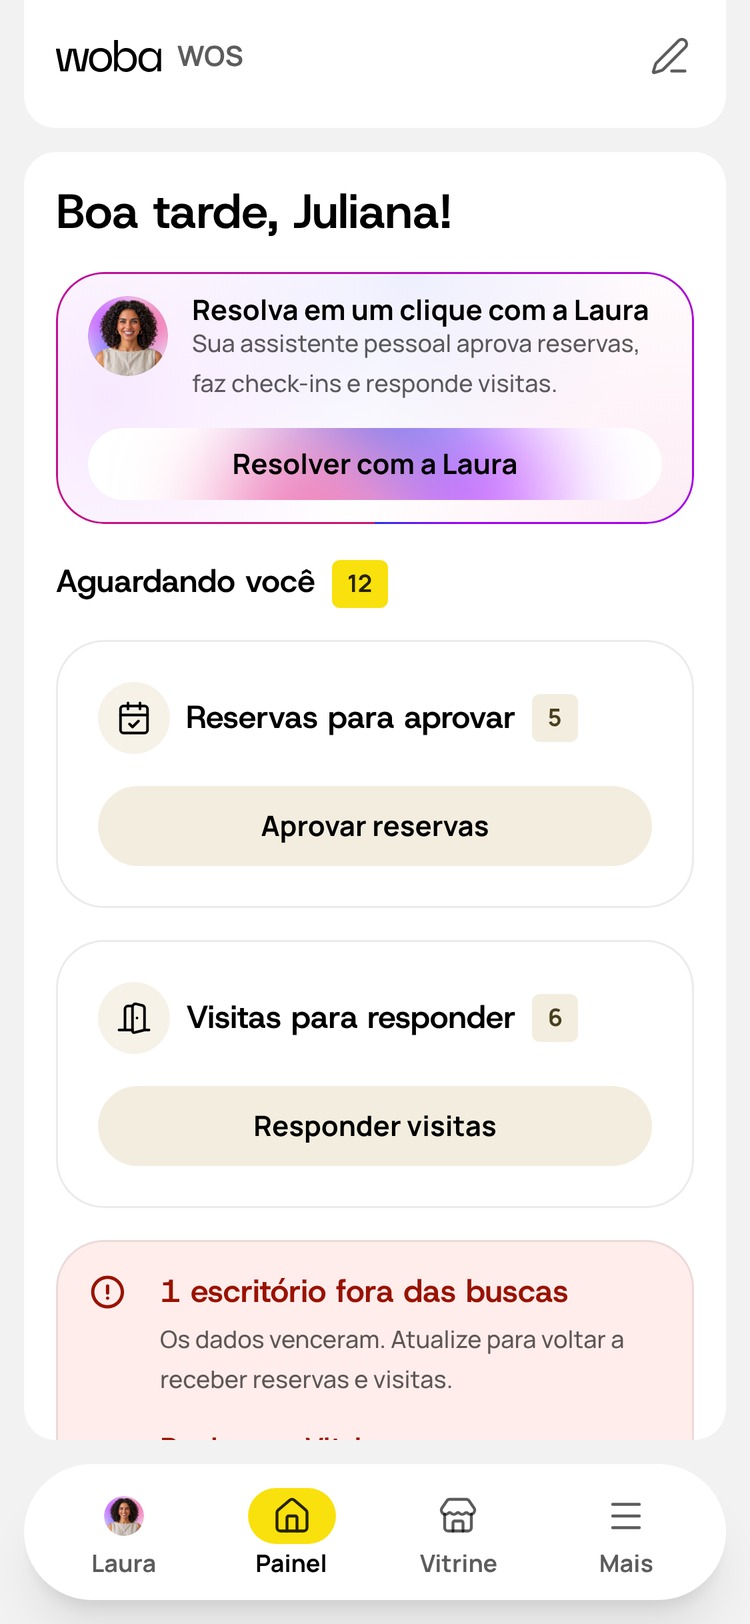 woba WOS
Boa tarde, Juliana!
Resolva em um clique com a Laura
Sua assistente pessoal aprova reservas,
faz check-ins e responde visitas.
Resolver com a Laura
Aguardando você 12
Reservas para aprovar 5
Aprovar reservas
Visitas para responder 6
Responder visitas
1 escritório fora das buscas
Os dados venceram. Atualize para voltar a
receber reservas e visitas.
Laura
Painel
Vitrine
Mais